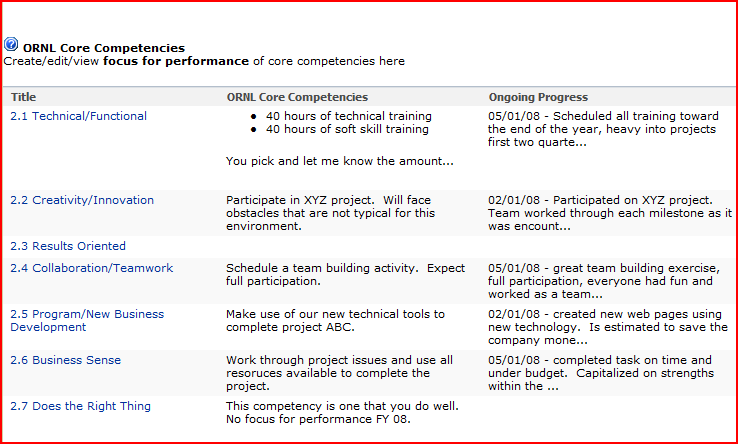 ORNL Core Competencies
Create/edit/view focus for performance of core competencies here
Title ORNL Core Competencies Ongoing Progress
2.1 Technical/Functional
• 40 hours of technical training
• 40 hours of soft skill training
You pick and let me know the amount...
05/01/08 - Scheduled all training toward
the end of the year, heavy into projects
first two quarte...
2.2 Creativity/Innovation
Participate in XYZ project.  Will face
obstacles that are not typical for this
environment.
02/01/08 - Participated on XYZ project.
Team worked through each milestone as it
was encount...
2.3 Results Oriented
2.4 Collaboration/Teamwork
Schedule a team building activity.  Expect
full participation.
05/01/08 - great team building exercise,
full participation, everyone had fun and
worked as a team...
2.5 Program/New Business
Development
Make use of our new technical tools to
complete project ABC.
02/01/08 - created new web pages using
new technology.  Is estimated to save the
company mone...
2.6 Business Sense
Work through project issues and use all
resoruces available to complete the
project.
05/01/08 - completed task on time and
under budget.  Capitalized on strengths
within the ...
2.7 Does the Right Thing
This competency is one that you do well.
No focus for performance FY 08.